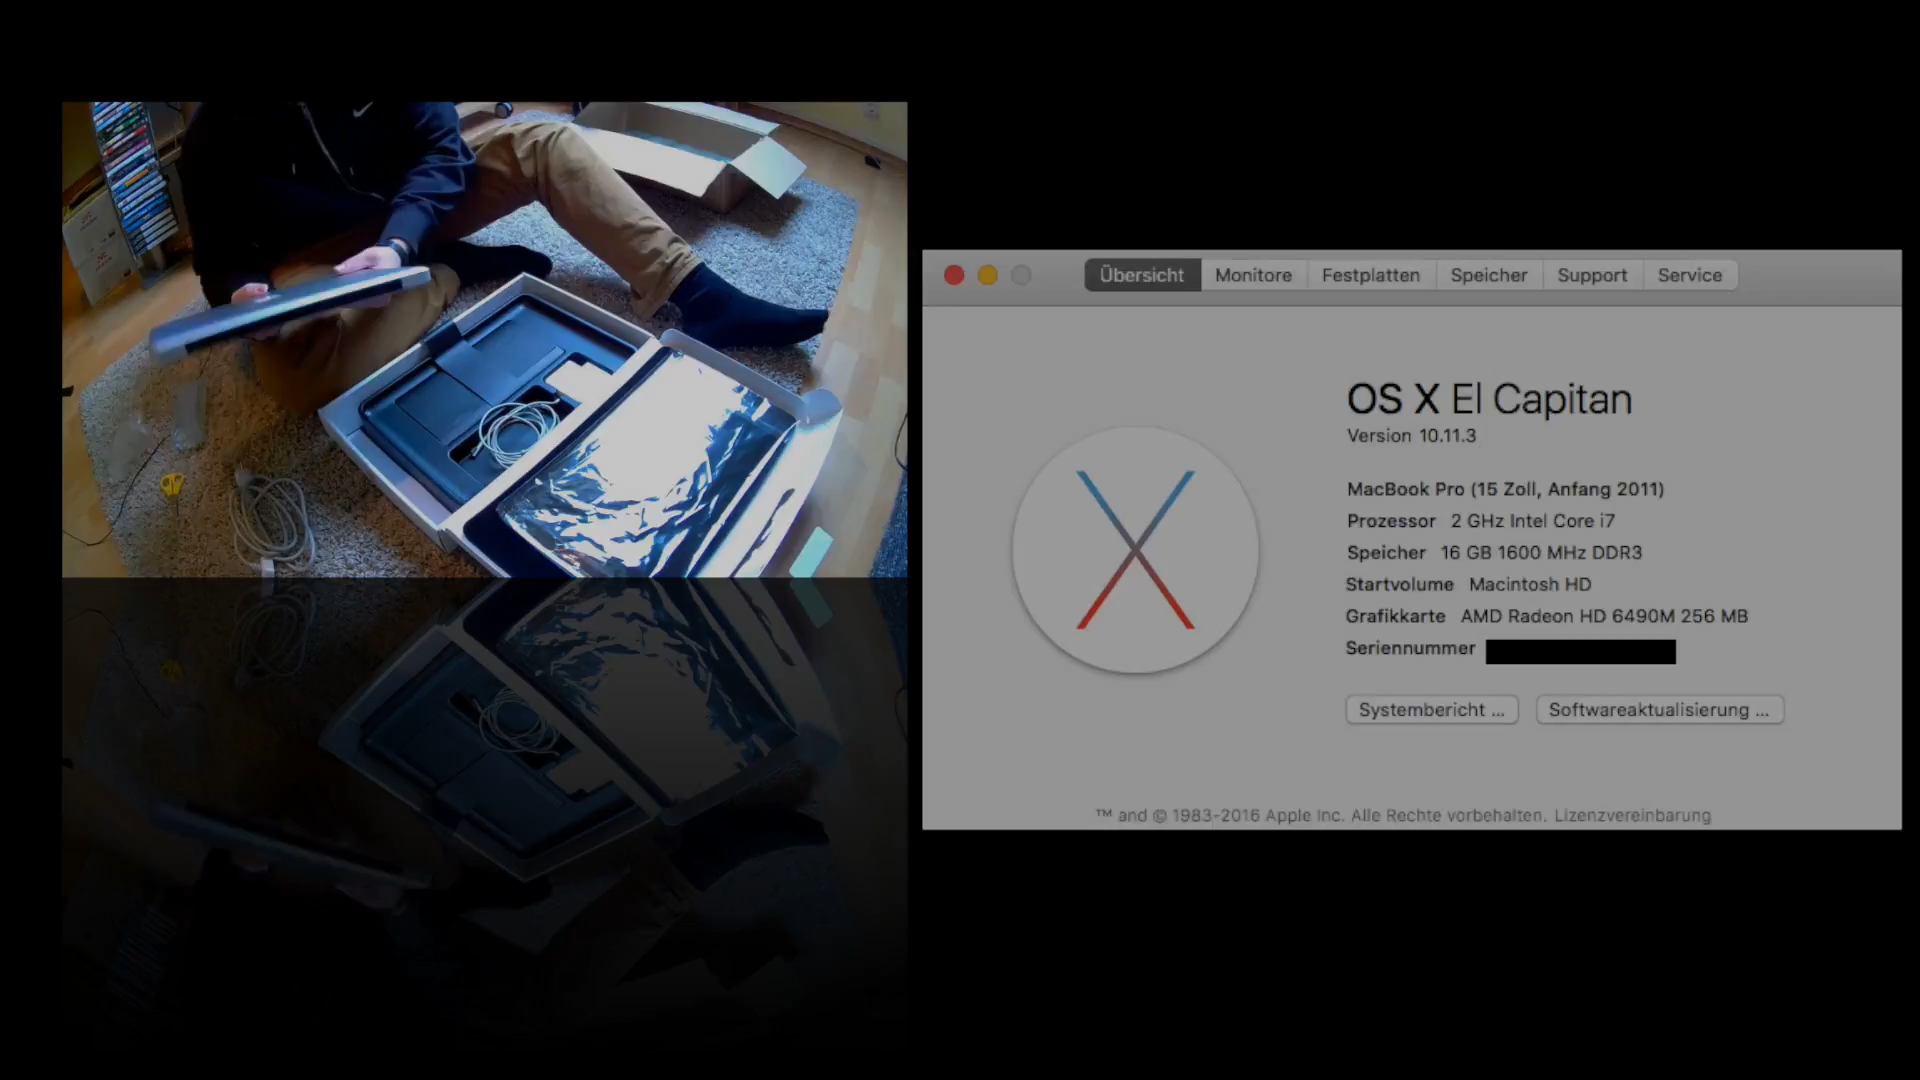 Übersicht Monitore Festplatten Speicher Support Service
OS X El Capitan
Version 10.11.3
MacBook Pro (15 Zoll, Anfang 2011)
Prozessor 2 GHz Intel Core i7
Speicher 16 GB 1600 MHz DDR3
Startvolume Macintosh HD
Grafikkarte AMD Radeon HD 6490M 256 MB
Seriennummer
Systembericht ... Softwareaktualisierung ...
™ and © 1983-2016 Apple Inc. Alle Rechte vorbehalten. Lizenzvereinbarung